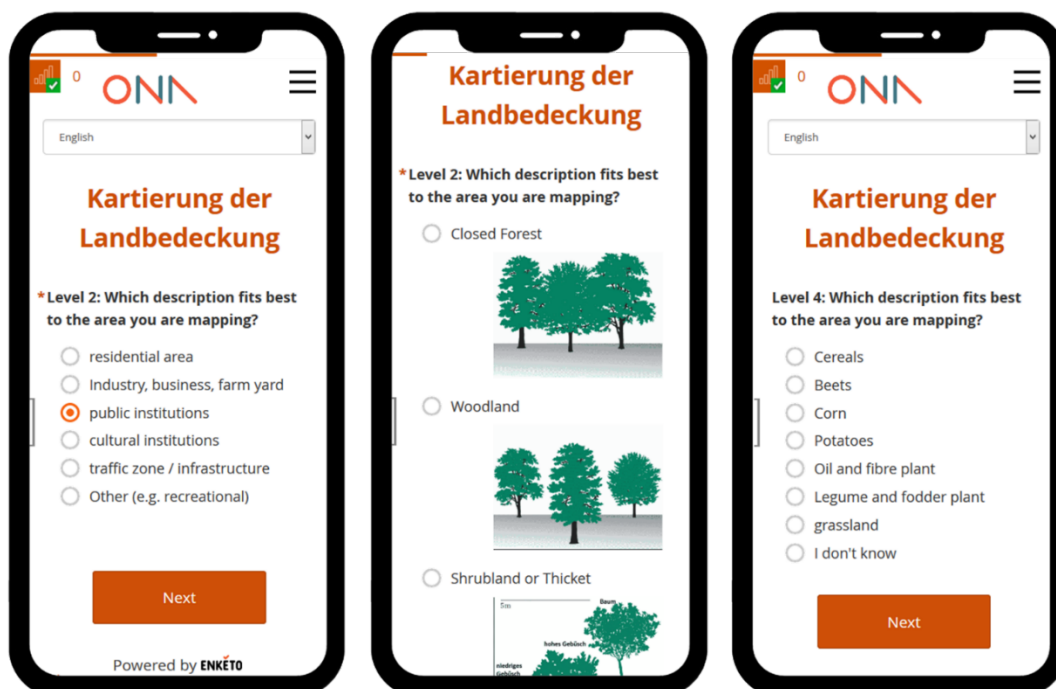 0
ONA
English
Kartierung der
Landbedeckung
*Level 2: Which description fits best
to the area you are mapping?
residential area
Industry, business, farm yard
public institutions
cultural institutions
traffic zone / infrastructure
Other (e.g. recreational)
Next
Powered by ENKETO
Kartierung der
Landbedeckung
*Level 2: Which description fits best
to the area you are mapping?
Closed Forest
Woodland
Shrubland or Thicket
5m
Baum
hohes Gebüsch
niedriges
Gebüsch
0
ONA
English
Kartierung der
Landbedeckung
Level 4: Which description fits best
to the area you are mapping?
Cereals
Beets
Corn
Potatoes
Oil and fibre plant
Legume and fodder plant
grassland
I don't know
Next